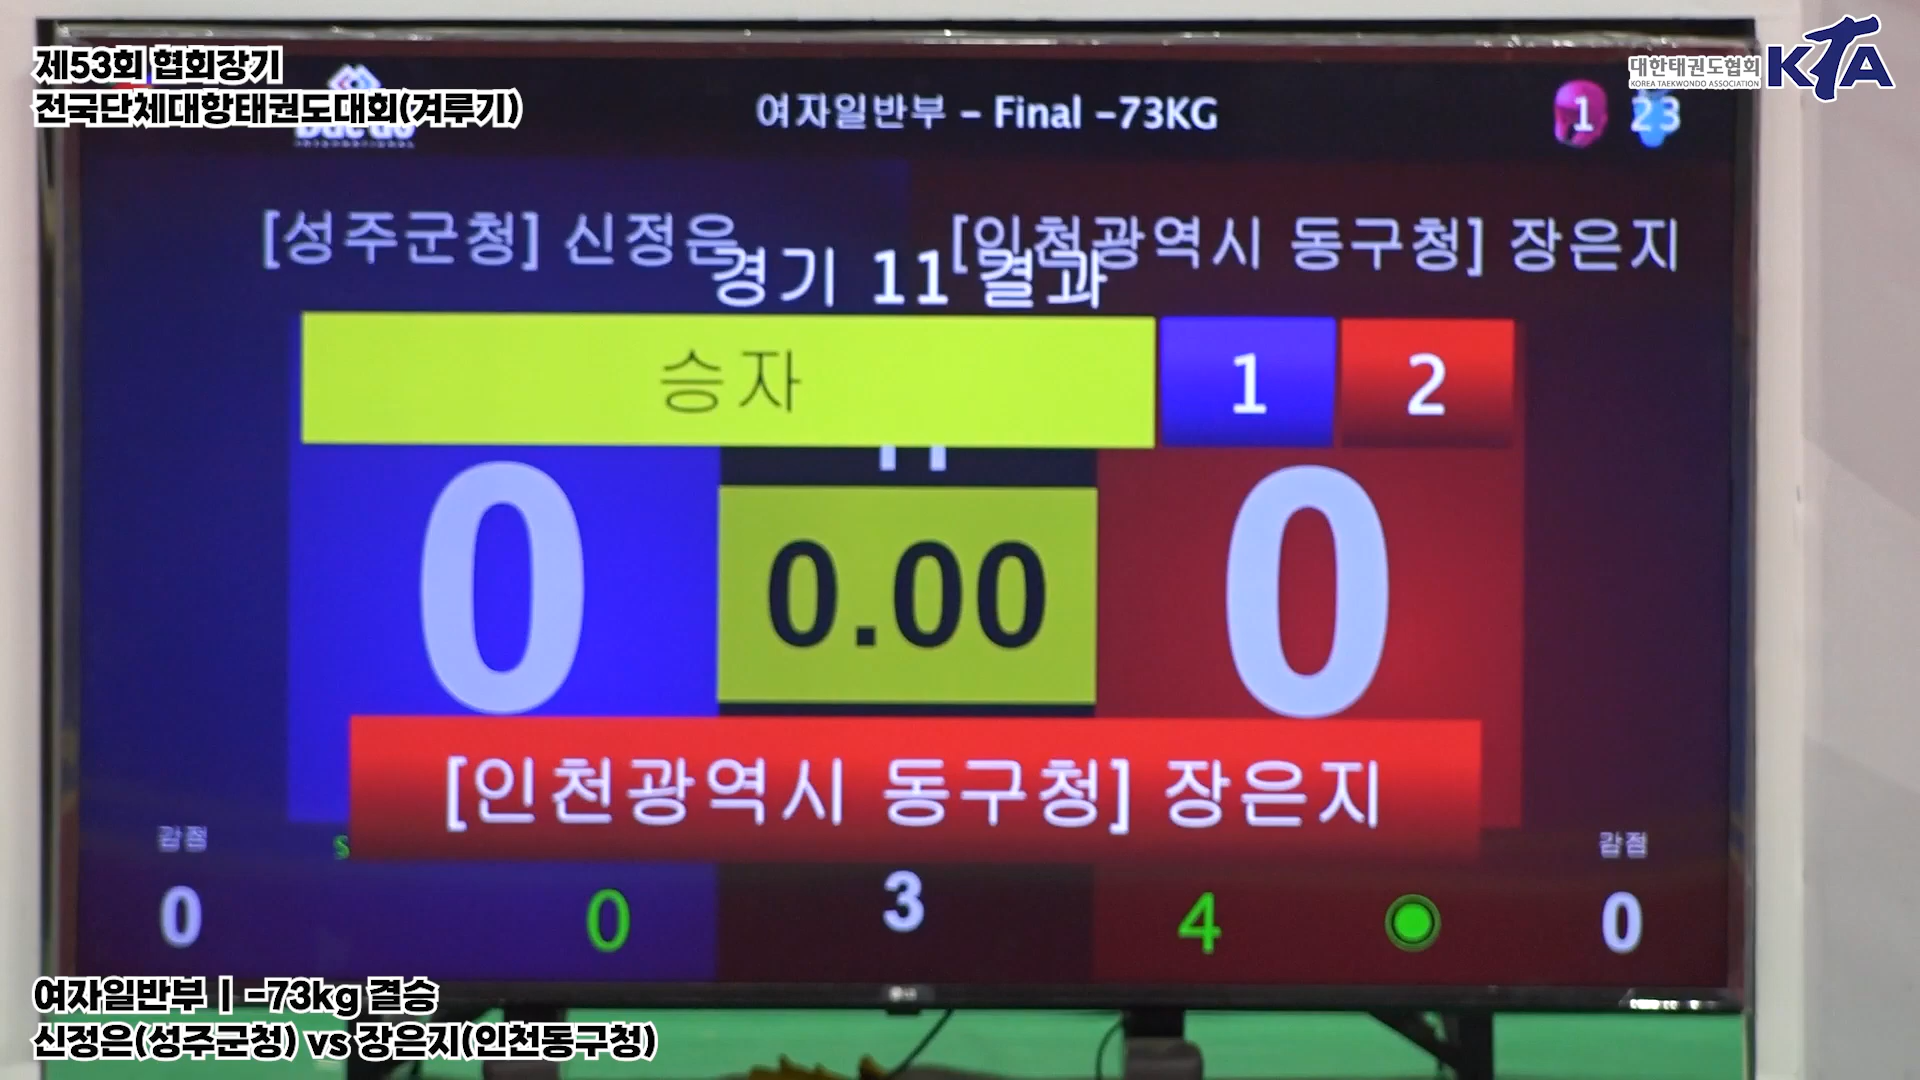 제53회 협회장기
전국단체대항태권도대회(겨루기)
대한태권도협회
KOREA TAEKWONDO ASSOCIATION
KTA
INTERNATIONAL
여자일반부 - Final -73KG
1 23
[성주군청] 신정은
[인천광역시 동구청] 장은지
경기 11 결과
승자 1 2
0 0.00 0
[인천광역시 동구청] 장은지
감점 감점
0 0 3 4 0
여자일반부 | -73kg 결승
신정은(성주군청) vs 장은지(인천동구청)